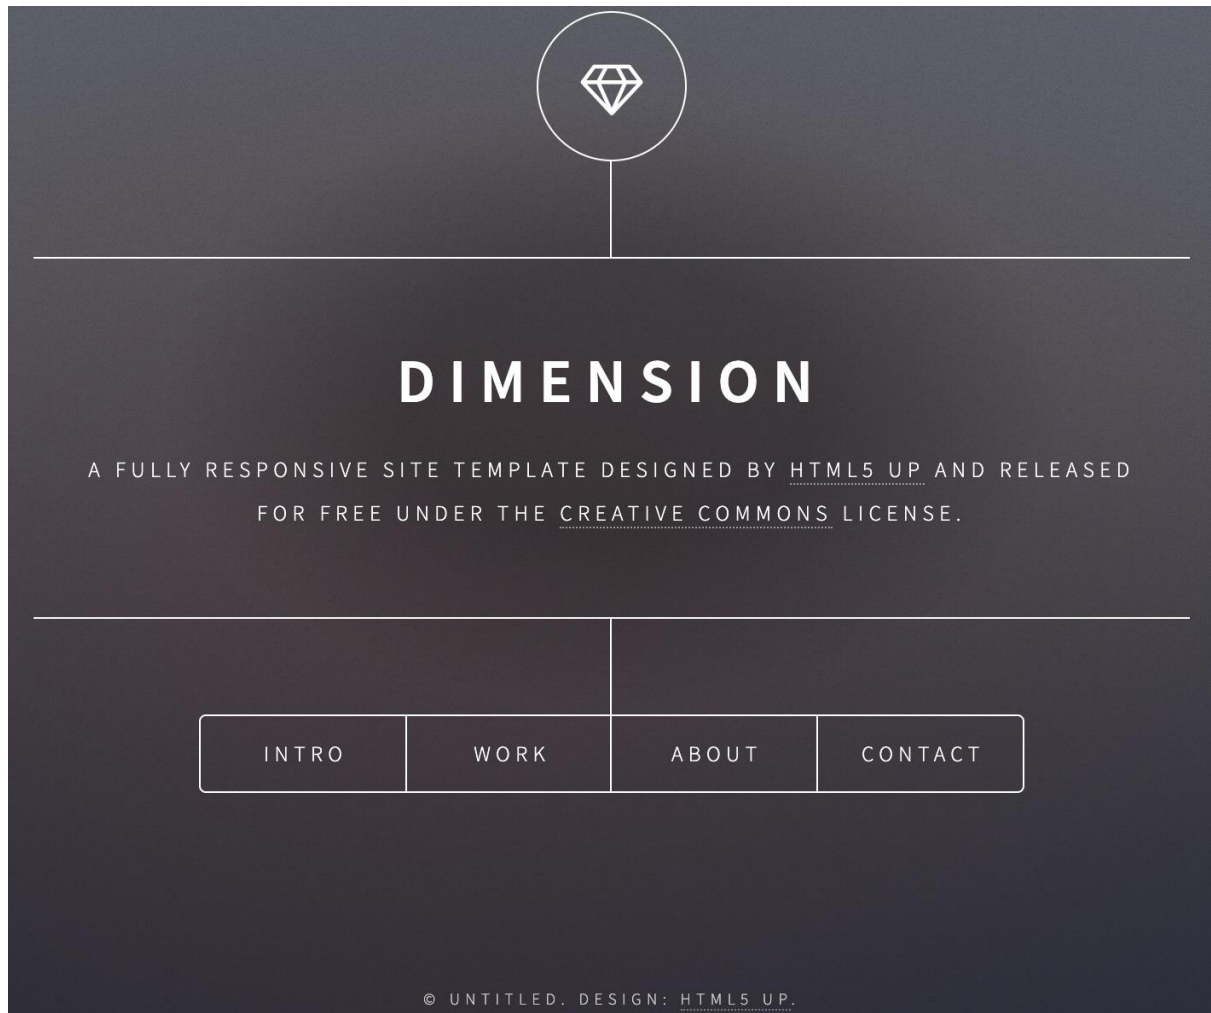 DIMENSION
A FULLY RESPONSIVE SITE TEMPLATE DESIGNED BY HTML5 UP AND RELEASED
FOR FREE UNDER THE CREATIVE COMMONS LICENSE.
INTRO
WORK
ABOUT
CONTACT
© UNTITLED. DESIGN: HTML5 UP.